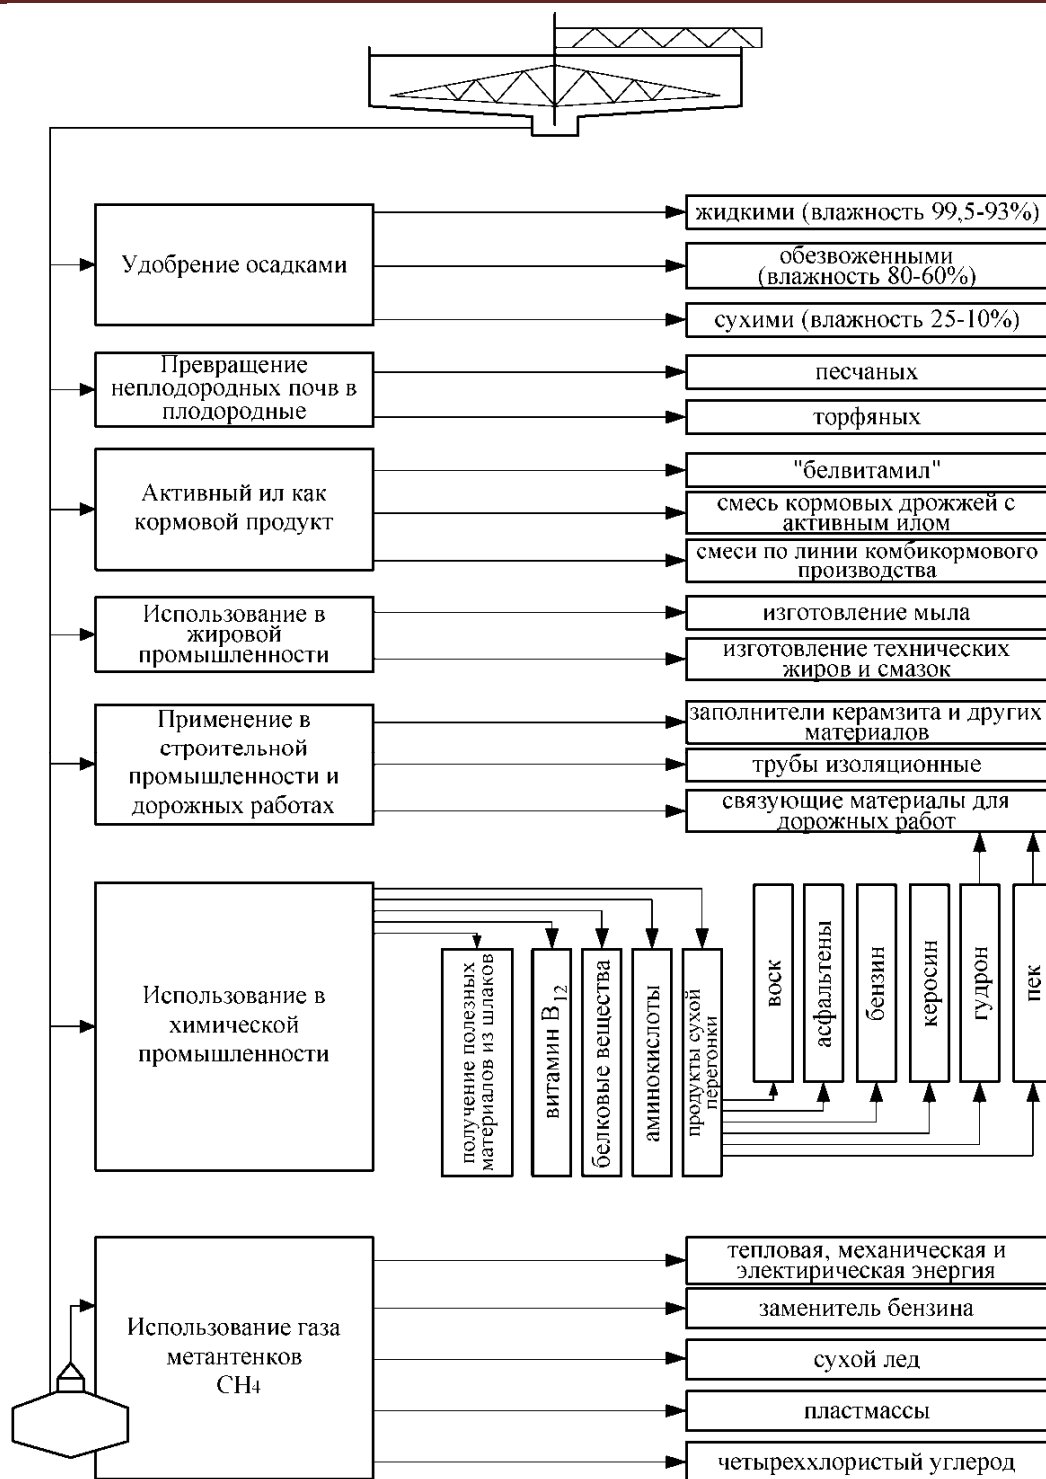 Удобрение осадками
жидкими (влажность 99,5-93%)
обезвоженными
(влажность 80-60%)
сухими (влажность 25-10%)
Превращение
неплодородных почв в
плодородные
песчаных
торфяных
Активный ил как
кормовой продукт
"белвитамил"
смесь кормовых дрожжей с
активным илом
смеси по линии комбикормового
производства
Использование в
жировой
промышленности
изготовление мыла
изготовление технических
жиров и смазок
Применение в
строительной
промышленности и
дорожных работах
заполнители керамзита и других
материалов
трубы изоляционные
связующие материалы для
дорожных работ
Использование в
химической
промышленности
получение полезных
материалов из шлаков
витамин B12
белковые вещества
аминокислоты
продукты сухой
перегонки
воск
асфальтены
бензин
керосин
гудрон
пек
Использование газа
метантенков
CH4
тепловая, механическая и
электирическая энергия
заменитель бензина
сухой лед
пластмассы
четыреххлористый углерод